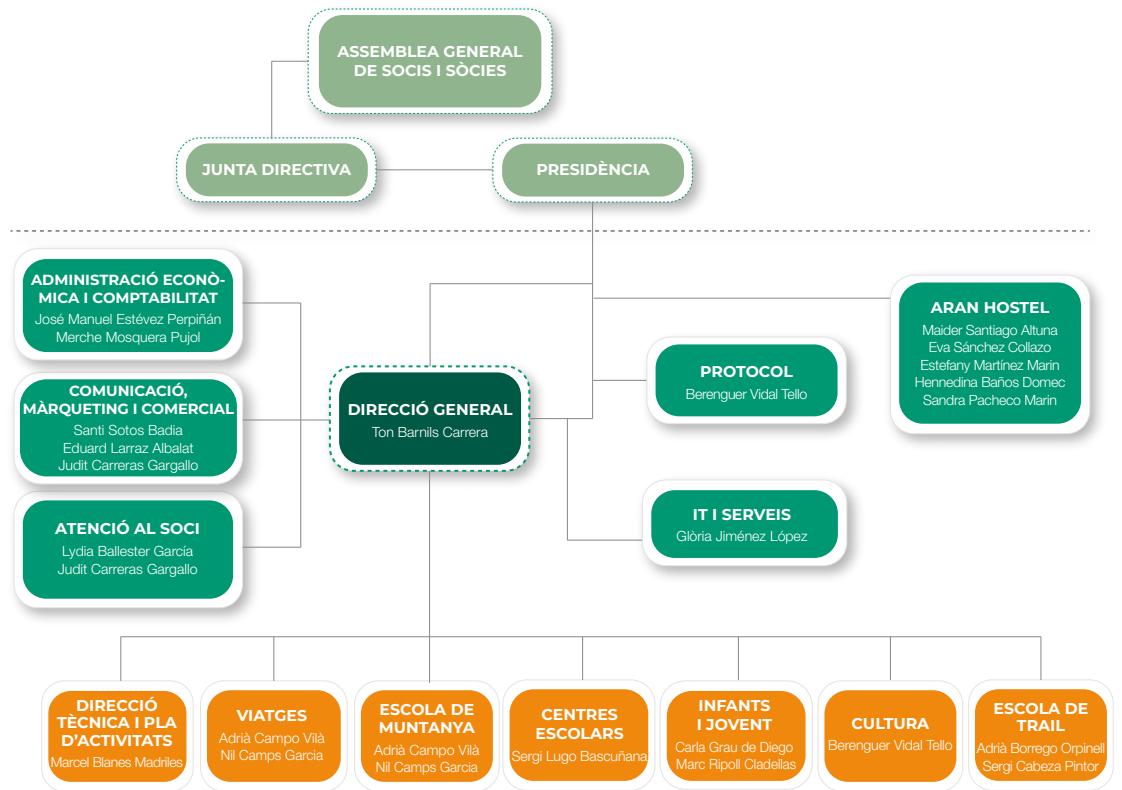 ASSEMBLEA GENERAL
DE SOCIS I SÒCIES
JUNTA DIRECTIVA
PRESIDÈNCIA
ADMINISTRACIÓ ECONÒ-
MICA I COMPTABILITAT
José Manuel Estévez Perpiñán
Merche Mosquera Pujol
ARAN HOSTEL
Maider Santiago Altuna
Eva Sánchez Collazo
Estefany Martínez Marin
Hennedina Baños Domec
Sandra Pacheco Marin
PROTOCOL
Berenguer Vidal Tello
COMUNICACIÓ,
MÀRQUETING I COMERCIAL
Santi Sotos Badia
Eduard Larraz Albalat
Judit Carreras Gargallo
DIRECCIÓ GENERAL
Ton Barnils Carrera
ATENCIÓ AL SOCI
Lydia Ballester García
Judit Carreras Gargallo
IT I SERVEIS
Glòria Jiménez López
DIRECCIÓ
TÈCNICA I PLA
D'ACTIVITATS
Marcel Blanes Madriles
VIATGES
Adrià Campo Vilà
Nil Camps Garcia
ESCOLA DE
MUNTANYA
Adrià Campo Vilà
Nil Camps Garcia
CENTRES
ESCOLARS
Sergi Lugo Bascuñana
INFANTS
I JOVENT
Carla Grau de Diego
Marc Ripoll Cladellas
CULTURA
Berenguer Vidal Tello
ESCOLA DE
TRAIL
Adrià Borrego Orpinell
Sergi Cabeza Pintor